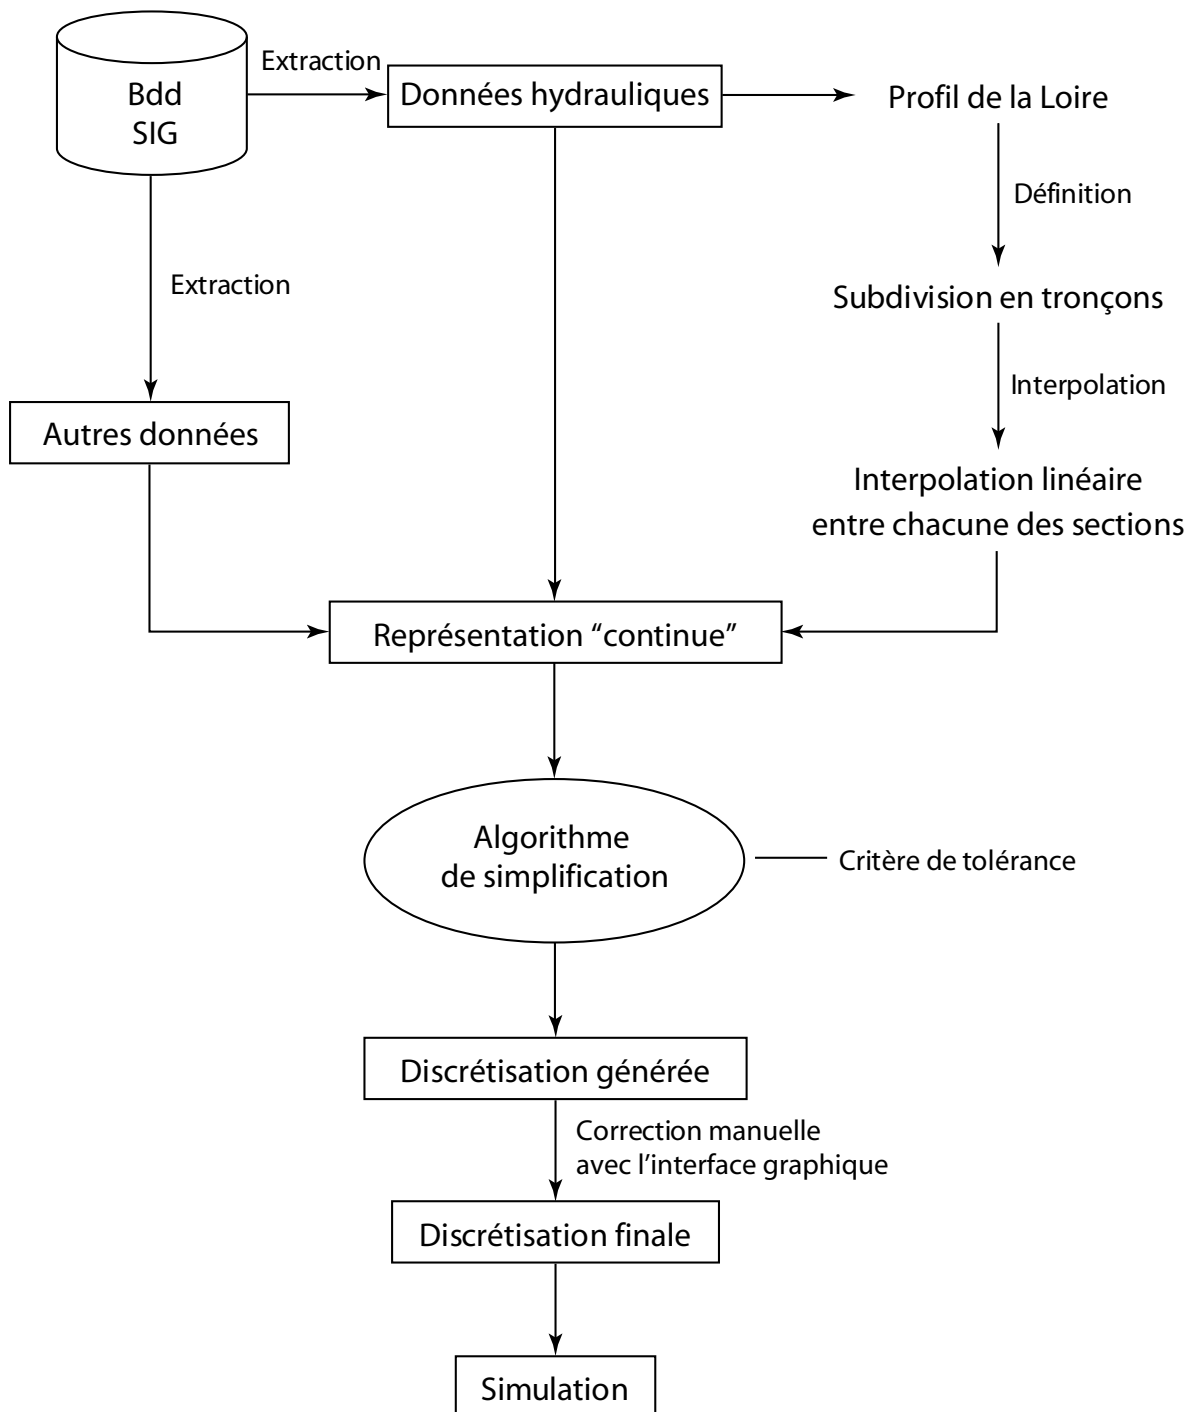 Bdd
SIG
Extraction
Données hydrauliques
Profil de la Loire
Définition
Extraction
Subdivision en tronçons
Interpolation
Autres données
Interpolation linéaire
entre chacune des sections
Représentation “continue”
Algorithme
de simplification
Critère de tolérance
Discrétisation générée
Correction manuelle
avec l’interface graphique
Discrétisation finale
Simulation